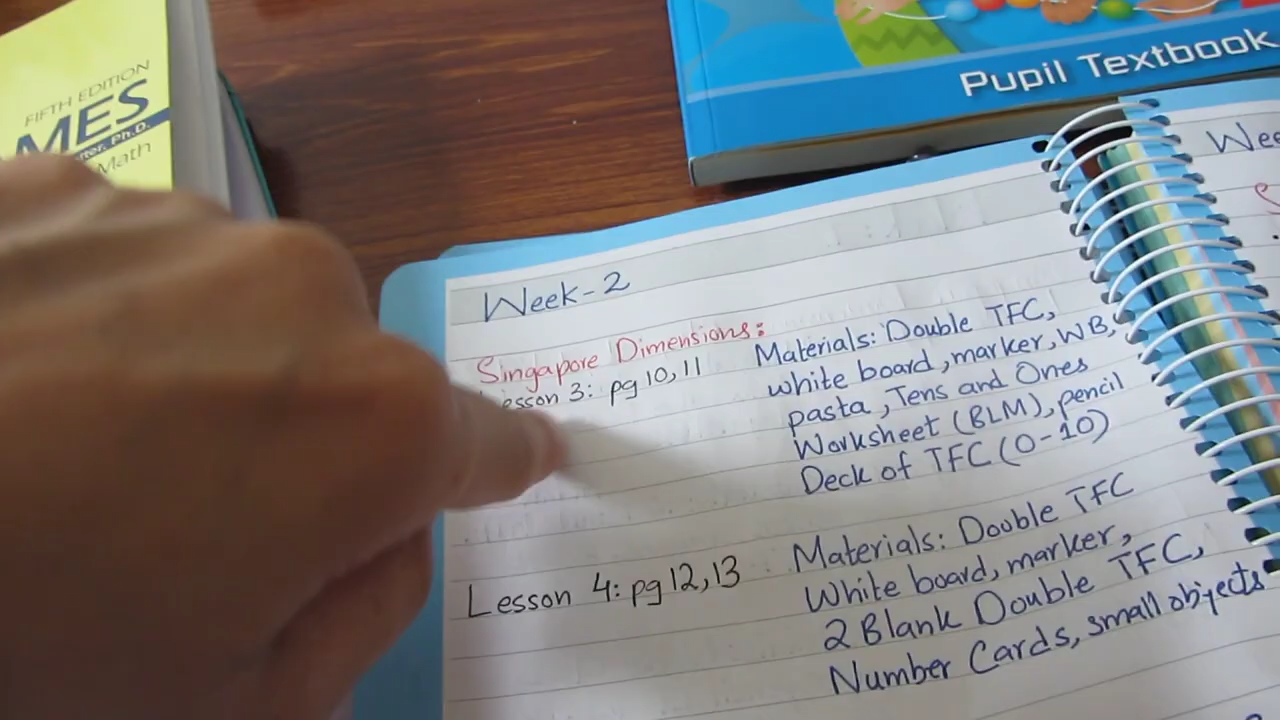 FIFTH EDITION
MES
Ph.D.
Math
Pupil Textbook
Week-2
Singapore Dimensions:
Lesson 3: pg 10, 11
Materials: Double TFC,
white board, marker, WB,
pasta, Tens and Ones
Worksheet (BLM), pencil
Deck of TFC (0-10)
Lesson 4: pg 12, 13
Materials: Double TFC
White board, marker,
2 Blank Double TFC,
Number Cards, small objects